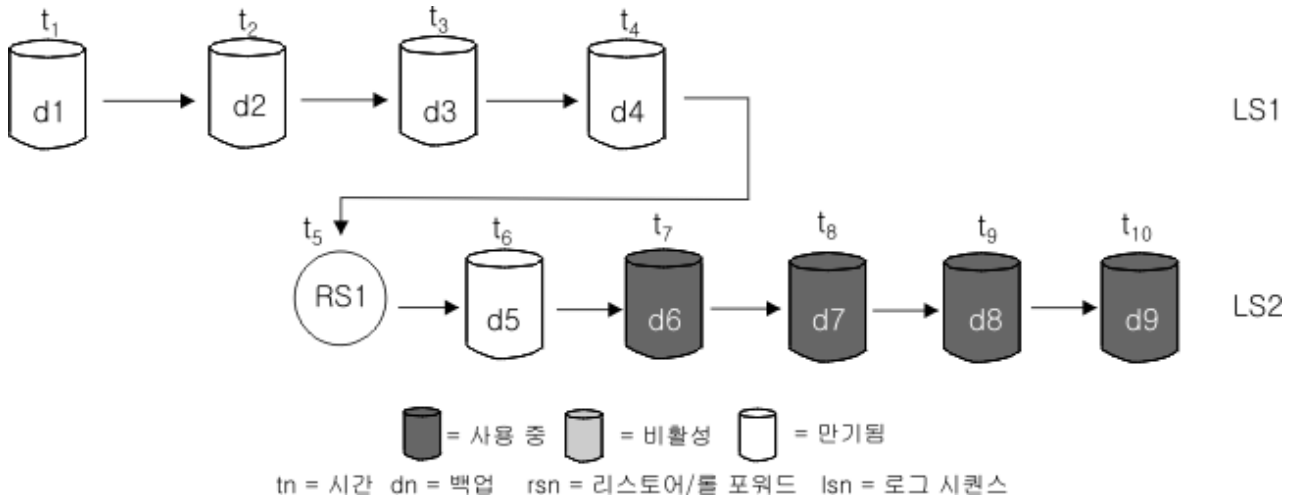 t1 t2 t3 t4
d1 d2 d3 d4 LS1
t5 t6 t7 t8 t9 t10
RS1 d5 d6 d7 d8 d9 LS2
= 사용 중 = 비활성 = 만기됨
tn = 시간 dn = 백업 rsn = 리스토어/롤 포워드 lsn = 로그 시퀀스